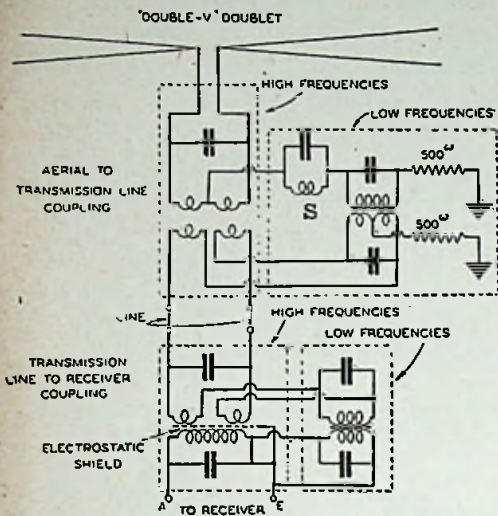 "DOUBLE-V" DOUBLET
HIGH FREQUENCIES
LOW FREQUENCIES
AERIAL TO
TRANSMISSION LINE
COUPLING
500ω
S
500ω
LINE
HIGH FREQUENCIES
LOW FREQUENCIES
TRANSMISSION
LINE TO RECEIVER
COUPLING
ELECTROSTATIC
SHIELD
A
E
TO RECEIVER